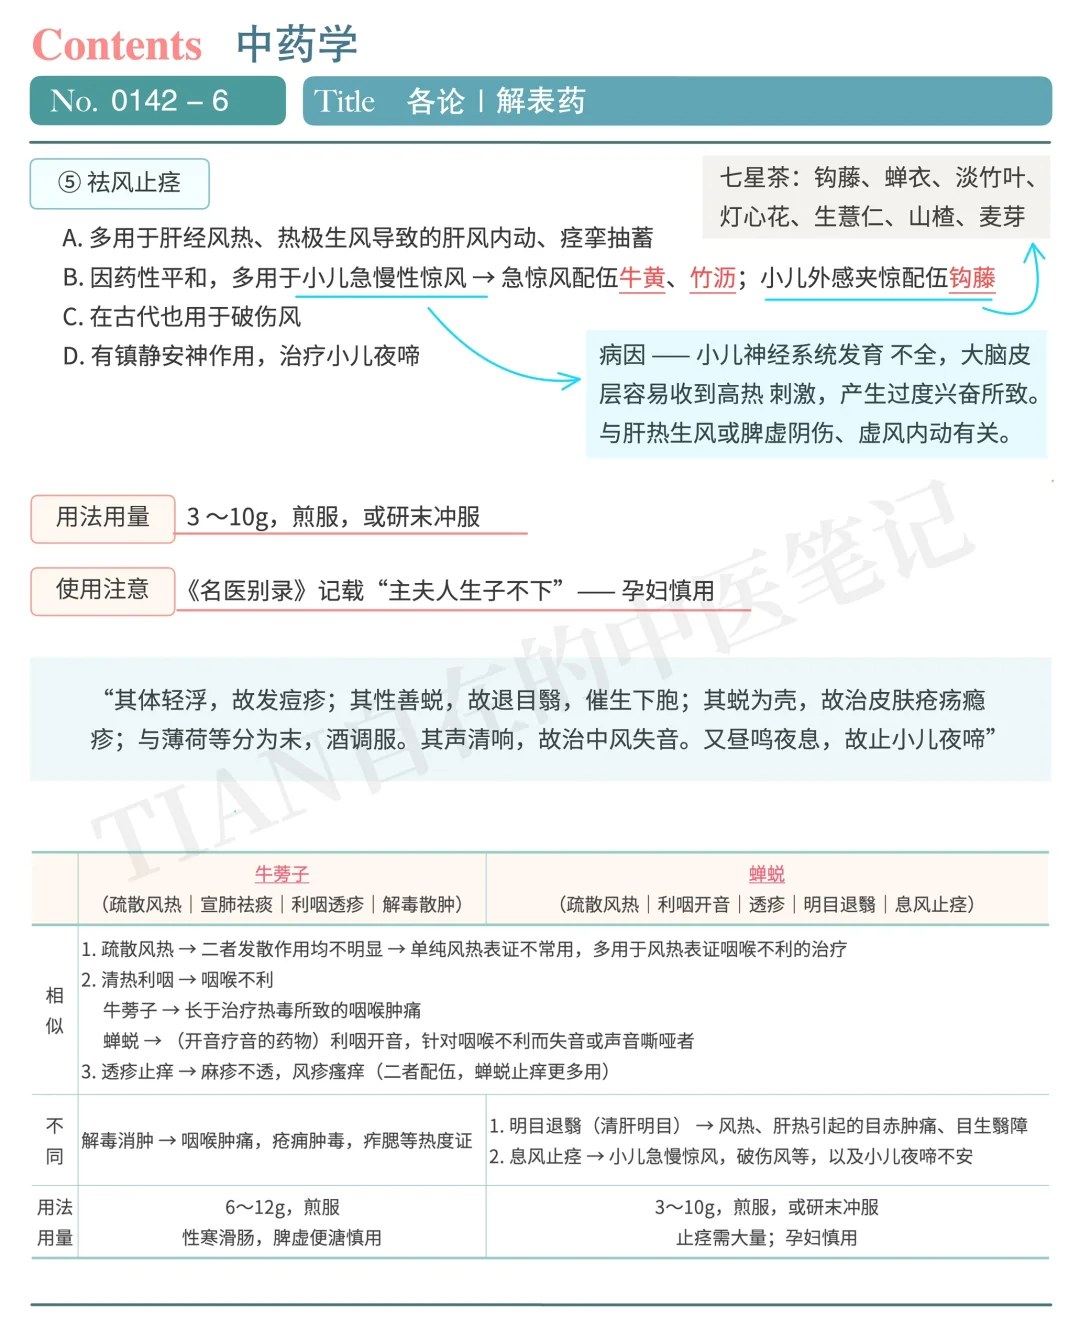 Contents 中药学
No. 0142 – 6
Title 各论 | 解表药
⑤ 祛风止痉
七星茶：钩藤、蝉衣、淡竹叶、
灯心花、生薏仁、山楂、麦芽
A. 多用于肝经风热、热极生风导致的肝风内动、痉挛抽蓄
B. 因药性平和，多用于小儿急慢性惊风 → 急惊风配伍牛黄、竹沥；小儿外感夹惊配伍钩藤
C. 在古代也用于破伤风
D. 有镇静安神作用，治疗小儿夜啼
病因 —— 小儿神经系统发育 不全，大脑皮
层容易收到高热 刺激，产生过度兴奋所致。
与肝热生风或脾虚阴伤、虚风内动有关。
用法用量 3～10g，煎服，或研末冲服
使用注意 《名医别录》记载“主夫人生子不下” —— 孕妇慎用
“其体轻浮，故发痘疹；其性善蜕，故退目翳，催生下胞；其蜕为壳，故治皮肤疮疡瘾
疹；与薄荷等分为末，酒调服。其声清响，故治中风失音。又昼鸣夜息，故止小儿夜啼”
TIAN自在的中医笔记
牛蒡子 蝉蜕
（疏散风热｜宣肺祛痰｜利咽透疹｜解毒散肿） （疏散风热｜利咽开音｜透疹｜明目退翳｜息风止痉）
相似
1. 疏散风热 → 二者发散作用均不明显 → 单纯风热表证不常用，多用于风热表证咽喉不利的治疗
2. 清热利咽 → 咽喉不利
牛蒡子 → 长于治疗热毒所致的咽喉肿痛
蝉蜕 → （开音疗音的药物）利咽开音，针对咽喉不利而失音或声音嘶哑者
3. 透疹止痒 → 麻疹不透，风疹瘙痒（二者配伍，蝉蜕止痒更多用）
不同
解毒消肿 → 咽喉肿痛，疮痈肿毒，痄腮等热度证
1. 明目退翳（清肝明目） → 风热、肝热引起的目赤肿痛、目生翳障
2. 息风止痉 → 小儿急慢惊风，破伤风等，以及小儿夜啼不安
用法用量
6～12g，煎服
性寒滑肠，脾虚便溏慎用
3～10g，煎服，或研末冲服
止痉需大量；孕妇慎用